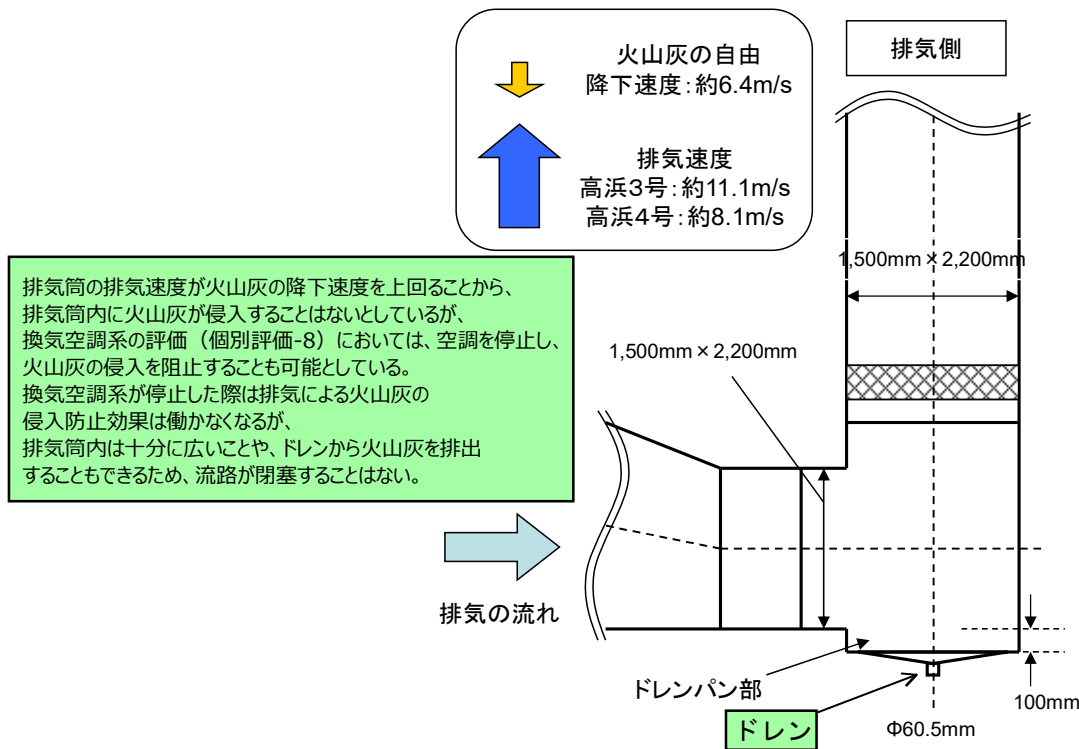 火山灰の自由
降下速度：約6.4m/s
排気速度
高浜３号：約11.1m/s
高浜４号：約8.1m/s
排気側
1,500mm×2,200mm
排気筒の排気速度が火山灰の降下速度を上回ることから、
排気筒内に火山灰が侵入することはないとしているが、
換気空調系の評価（個別評価-8）においては、空調を停止し、
火山灰の侵入を阻止することも可能としている。
換気空調系が停止した際は排気による火山灰の
侵入防止効果は働かなくなるが、
排気筒内は十分に広いことや、ドレンから火山灰を排出
することもできるため、流路が閉塞することはない。
1,500mm×2,200mm
排気の流れ
ドレンパン部
ドレン
100mm
Φ60.5mm